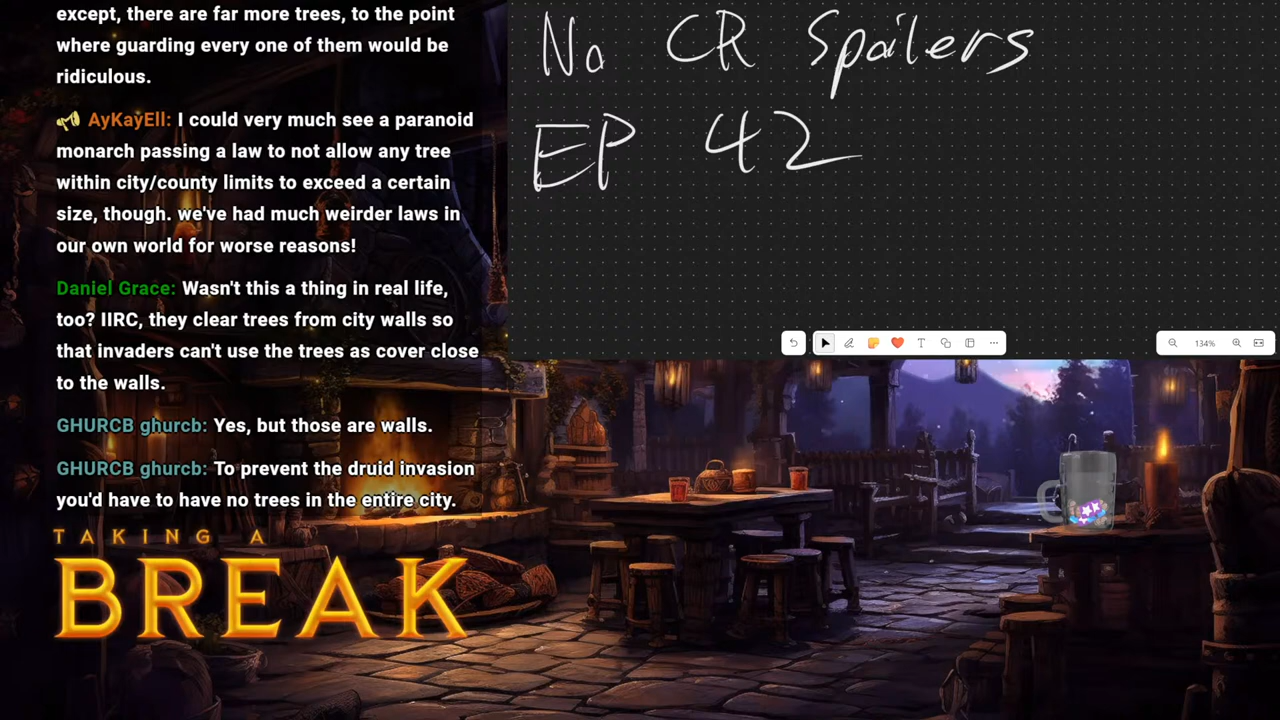 except, there are far more trees, to the point
where guarding every one of them would be
ridiculous.
AyKayEll: I could very much see a paranoid
monarch passing a law to not allow any tree
within city/county limits to exceed a certain
size, though. we've had much weirder laws in
our own world for worse reasons!
Daniel Grace: Wasn't this a thing in real life,
too? IIRC, they clear trees from city walls so
that invaders can't use the trees as cover close
to the walls.
GHURCB ghurcb: Yes, but those are walls.
GHURCB ghurcb: To prevent the druid invasion
you'd have to have no trees in the entire city.
TAKING A
BREAK
No CR Spoilers
EP 42
T
134%